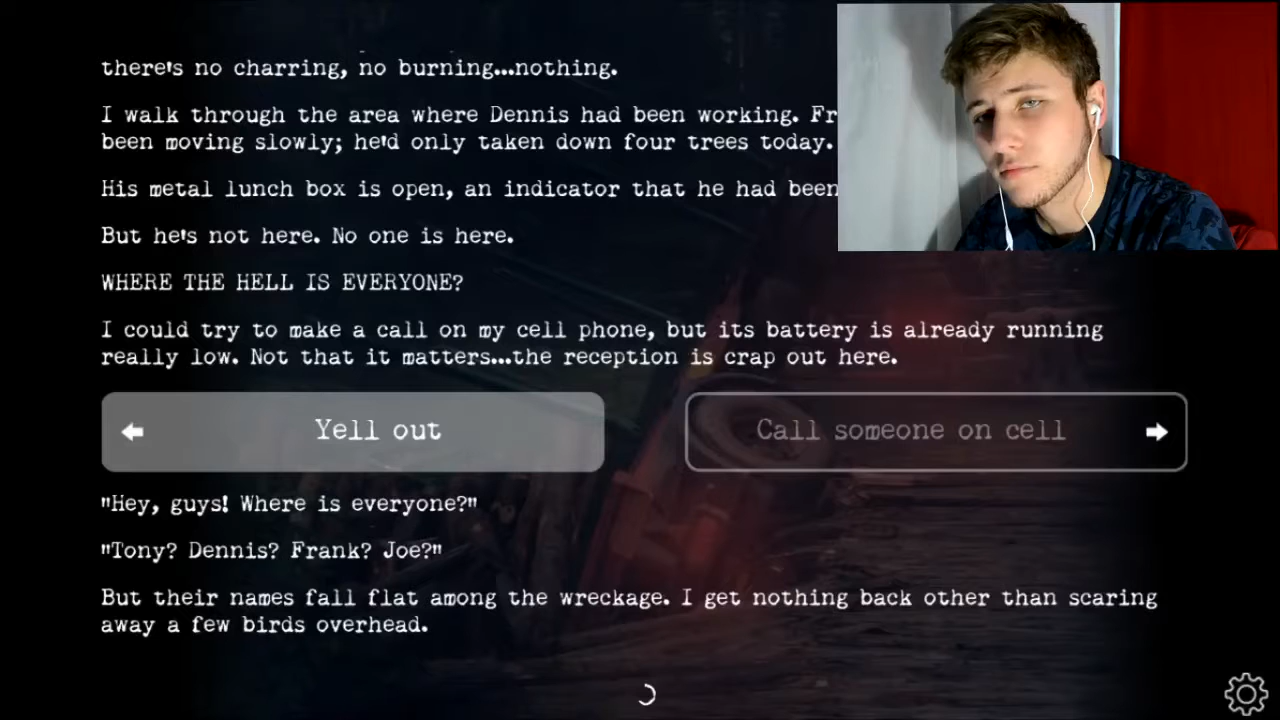 there's no charring, no burning...nothing.
I walk through the area where Dennis had been working. Fr
been moving slowly; he'd only taken down four trees today.
His metal lunch box is open, an indicator that he had been
But he's not here. No one is here.
WHERE THE HELL IS EVERYONE?
I could try to make a call on my cell phone, but its battery is already running
really low. Not that it matters...the reception is crap out here.
Yell out
Call someone on cell
"Hey, guys! Where is everyone?"
"Tony? Dennis? Frank? Joe?"
But their names fall flat among the wreckage. I get nothing back other than scaring
away a few birds overhead.